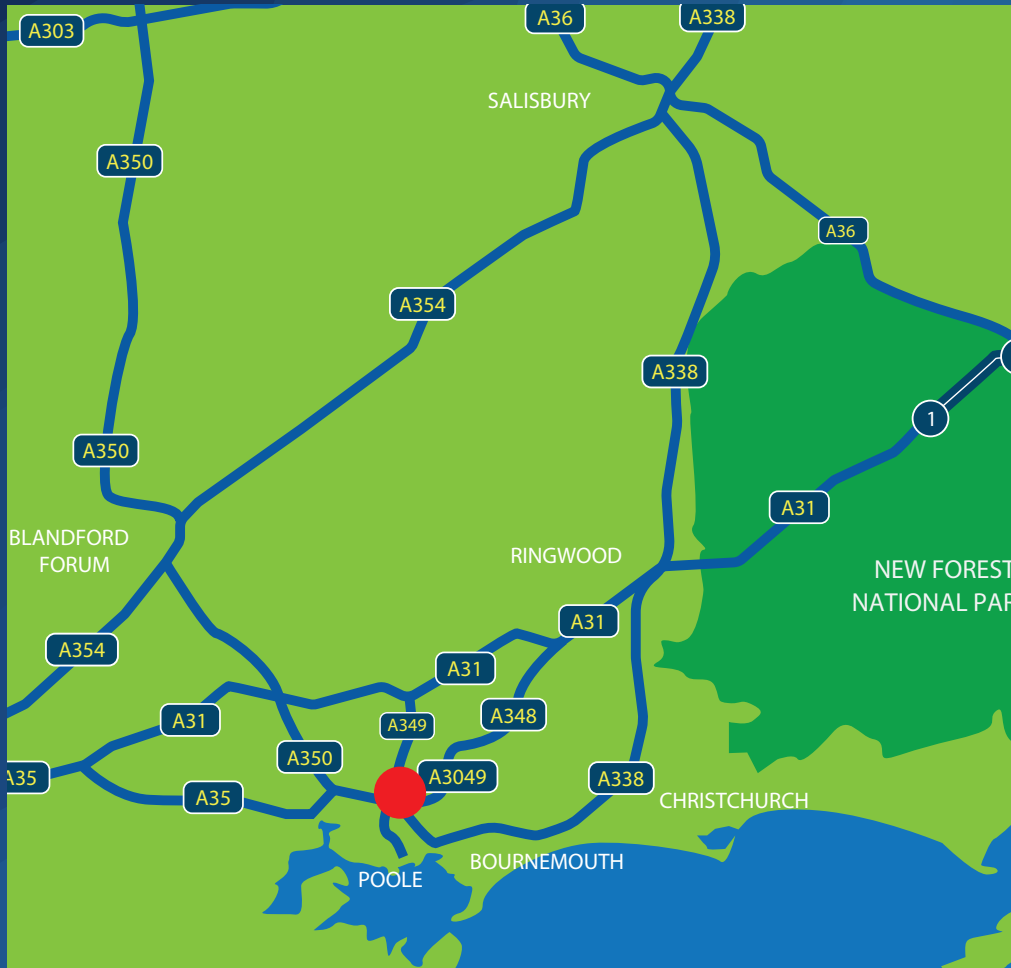 A303
A36
A338
SALISBURY
A350
A36
A354
A338
1
A350
A31
BLANDFORD
FORUM
RINGWOOD
NEW FOREST
NATIONAL PAR
A31
A354
A31
A31
A348
A349
A350
A3049
A35
A338
A35
CHRISTCHURCH
BOURNEMOUTH
POOLE